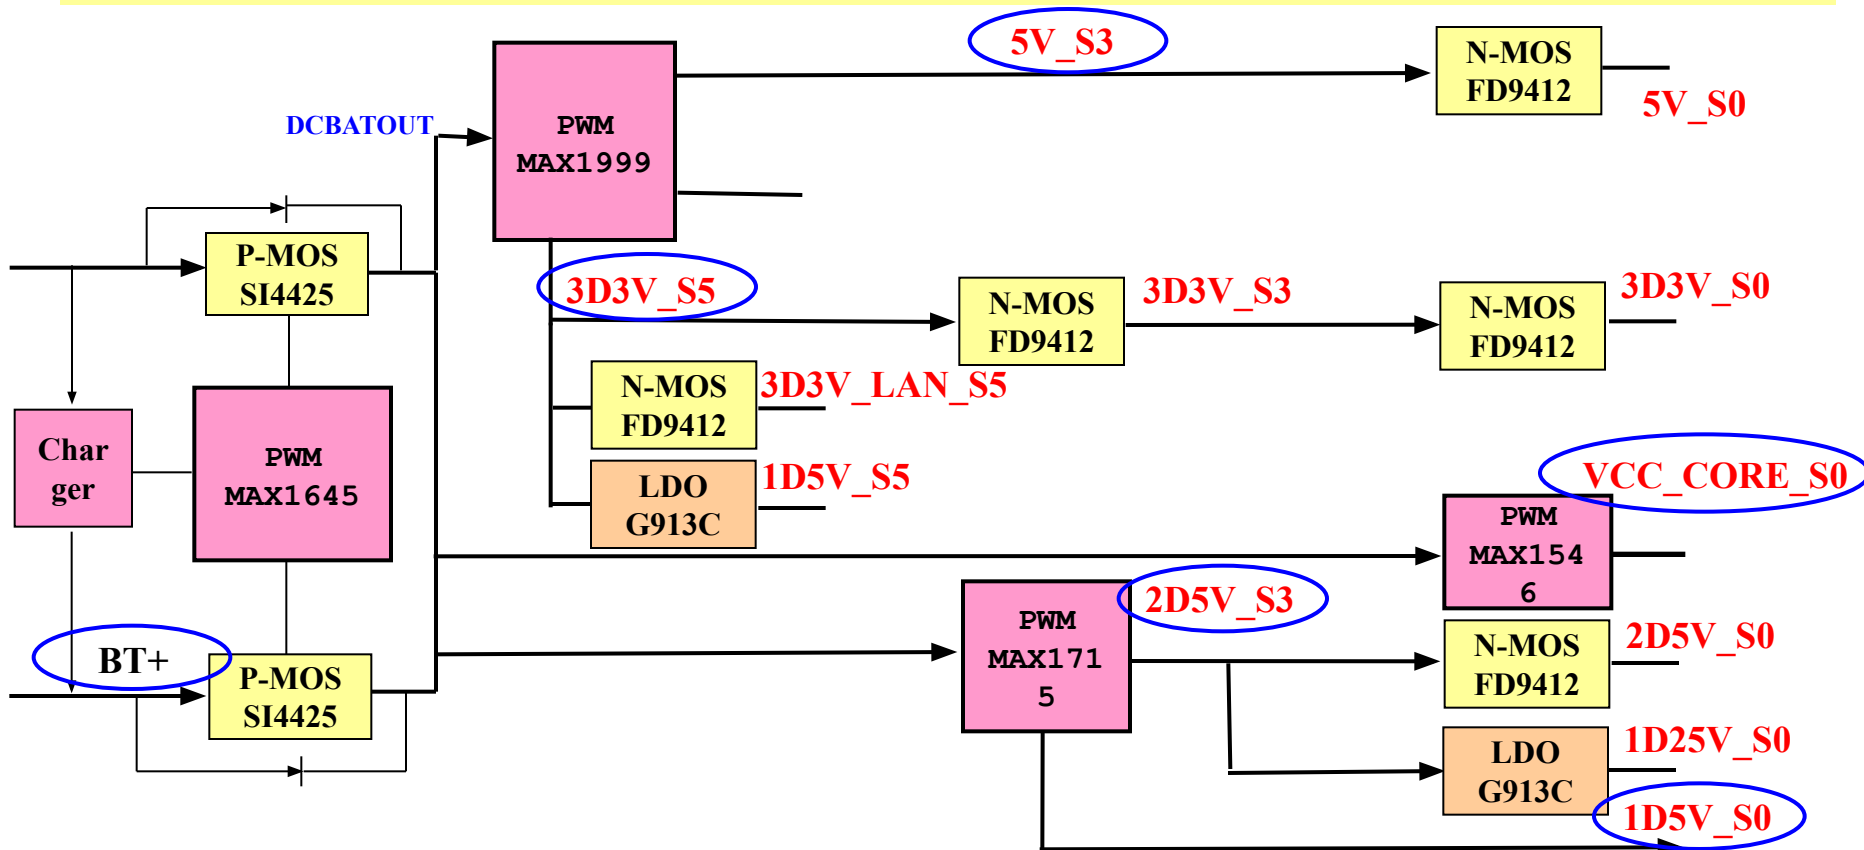 5V_S3
N-MOS
FD9412
5V_S0
DCBATOUT
PWM
MAX1999
P-MOS
SI4425
3D3V_S5
N-MOS
FD9412
3D3V_S3
N-MOS
FD9412
3D3V_S0
N-MOS
FD9412
3D3V_LAN_S5
Char
ger
PWM
MAX1645
LDO
G913C
1D5V_S5
VCC_CORE_S0
PWM
MAX154
6
PWM
MAX171
5
2D5V_S3
N-MOS
FD9412
2D5V_S0
BT+
P-MOS
SI4425
LDO
G913C
1D25V_S0
1D5V_S0